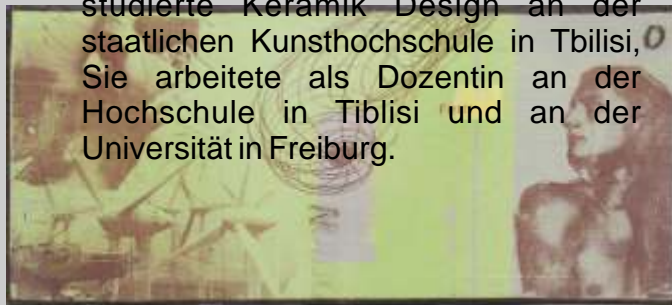 studierte Keramik Design an der
staatlichen Kunsthochschule in Tbilisi,
Sie arbeitete als Dozentin an der
Hochschule in Tiblisi und an der
Universität in Freiburg.